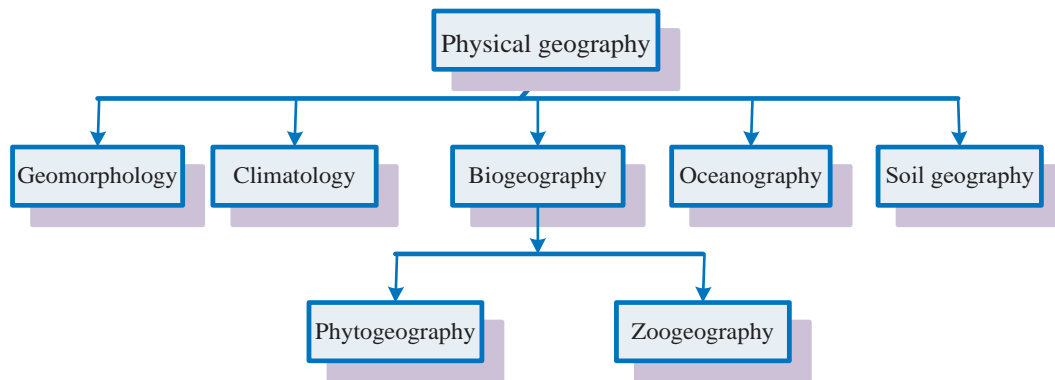 Physical geography
Geomorphology
Climatology
Biogeography
Oceanography
Soil geography
Phytogeography
Zoogeography